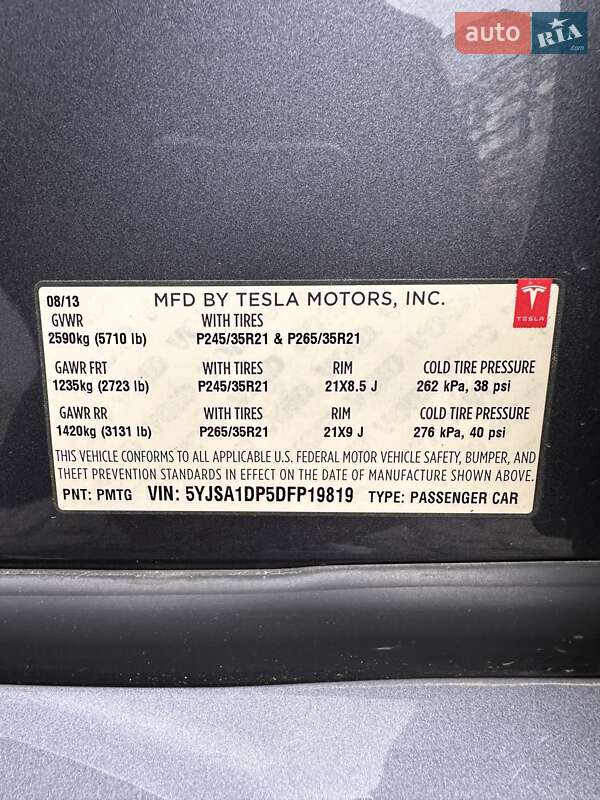 auto RIA.com
08/13 MFD BY TESLA MOTORS, INC.
TESLA
GVWR WITH TIRES
2590kg (5710 lb) P245/35R21 & P265/35R21
GAWR FRT WITH TIRES RIM COLD TIRE PRESSURE
1235kg (2723 lb) P245/35R21 21X8.5 J 262 kPa, 38 psi
GAWR RR WITH TIRES RIM COLD TIRE PRESSURE
1420kg (3131 lb) P265/35R21 21X9 J 276 kPa, 40 psi
THIS VEHICLE CONFORMS TO ALL APPLICABLE U.S. FEDERAL MOTOR VEHICLE SAFETY, BUMPER, AND
THEFT PREVENTION STANDARDS IN EFFECT ON THE DATE OF MANUFACTURE SHOWN ABOVE.
PNT: PMTG VIN: 5YJSA1DP5DFP19819 TYPE: PASSENGER CAR